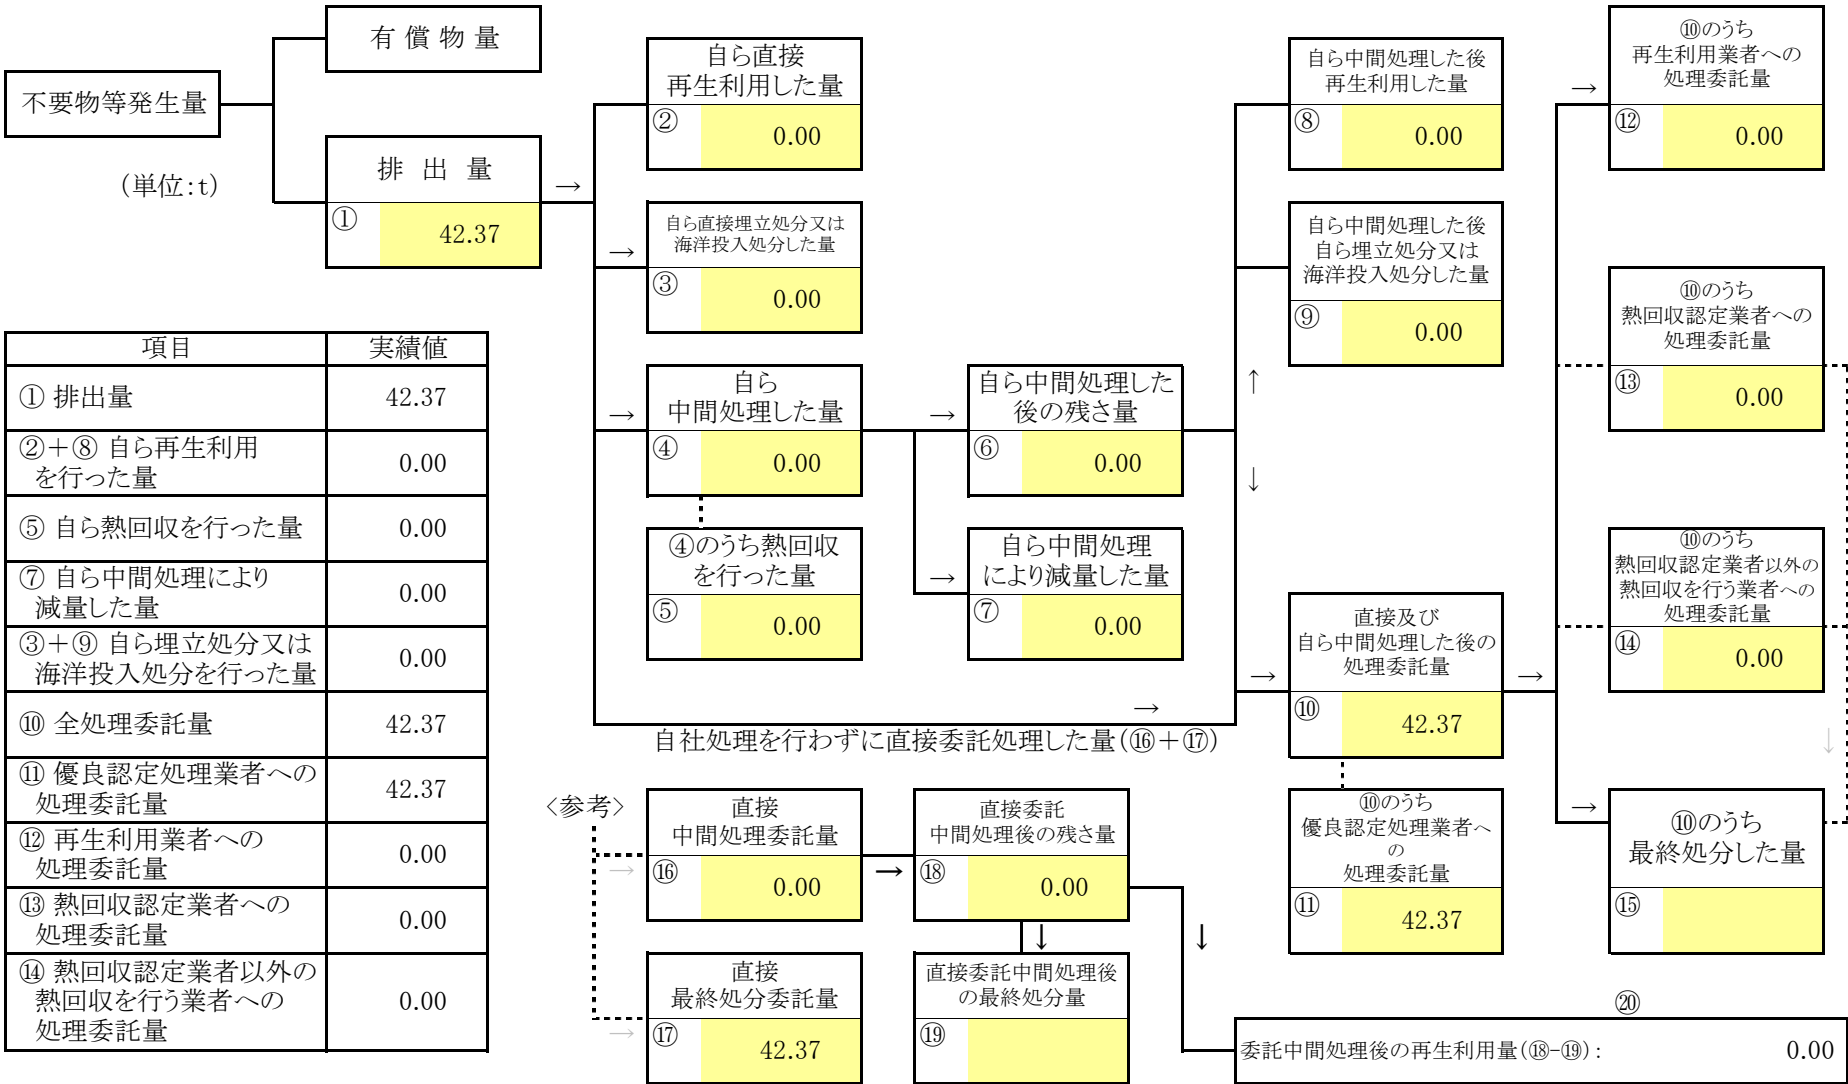 有 償 物 量
不要物等発生量
(単位:t)
排 出 量
①
42.37
→
自ら直接
再生利用した量
②
0.00
→
自ら直接埋立処分又は
海洋投入処分した量
③
0.00
→
自ら
中間処理した量
④
0.00
④のうち熱回収
を行った量
⑤
0.00
→
自ら中間処理した
後の残さ量
⑥
0.00
→
自ら中間処理
により減量した量
⑦
0.00
自ら中間処理した後
再生利用した量
⑧
0.00
自ら中間処理した後
自ら埋立処分又は
海洋投入処分した量
⑨
0.00
↑
↓
→
自社処理を行わずに直接委託処理した量(⑯+⑰)
→
直接及び
自ら中間処理した後の
処理委託量
⑩
42.37
⑩のうち
優良認定処理業者へ
の
処理委託量
⑪
42.37
→
→
⑩のうち
再生利用業者への
処理委託量
⑫
0.00
⑩のうち
熱回収認定業者への
処理委託量
⑬
0.00
⑩のうち
熱回収認定業者以外の
熱回収を行う業者への
処理委託量
⑭
0.00
↓
→
⑩のうち
最終処分した量
⑮
項目 実績値
① 排出量 42.37
②+⑧ 自ら再生利用
を行った量 0.00
⑤ 自ら熱回収を行った量 0.00
⑦ 自ら中間処理により
減量した量 0.00
③+⑨ 自ら埋立処分又は
海洋投入処分を行った量 0.00
⑩ 全処理委託量 42.37
⑪ 優良認定処理業者への
処理委託量 42.37
⑫ 再生利用業者への
処理委託量 0.00
⑬ 熱回収認定業者への
処理委託量 0.00
⑭ 熱回収認定業者以外の
熱回収を行う業者への
処理委託量 0.00
<参考>
→
直接
中間処理委託量
⑯
0.00
→
直接委託
中間処理後の残さ量
⑱
0.00
↓
↓
→
直接
最終処分委託量
⑰
42.37
直接委託中間処理後
の最終処分量
⑲
⑳
委託中間処理後の再生利用量(⑱-⑲): 0.00